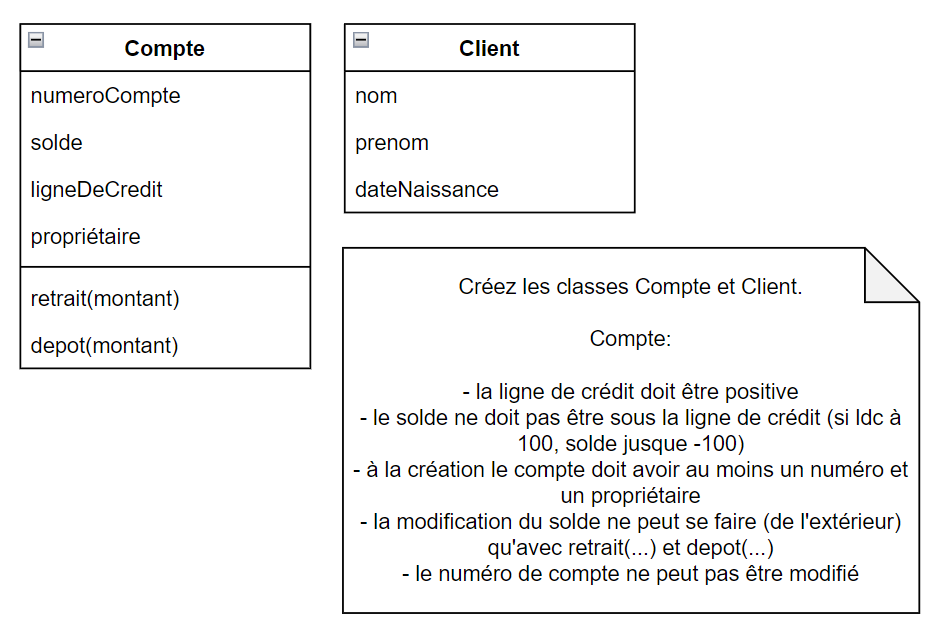 Compte
numeroCompte
solde
ligneDeCredit
propriétaire
retrait(montant)
depot(montant)
Client
nom
prenom
dateNaissance
Créez les classes Compte et Client.
Compte:
- la ligne de crédit doit être positive
- le solde ne doit pas être sous la ligne de crédit (si ldc à
100, solde jusque -100)
- à la création le compte doit avoir au moins un numéro et
un propriétaire
- la modification du solde ne peut se faire (de l'extérieur)
qu'avec retrait(...) et depot(...)
- le numéro de compte ne peut pas être modifié